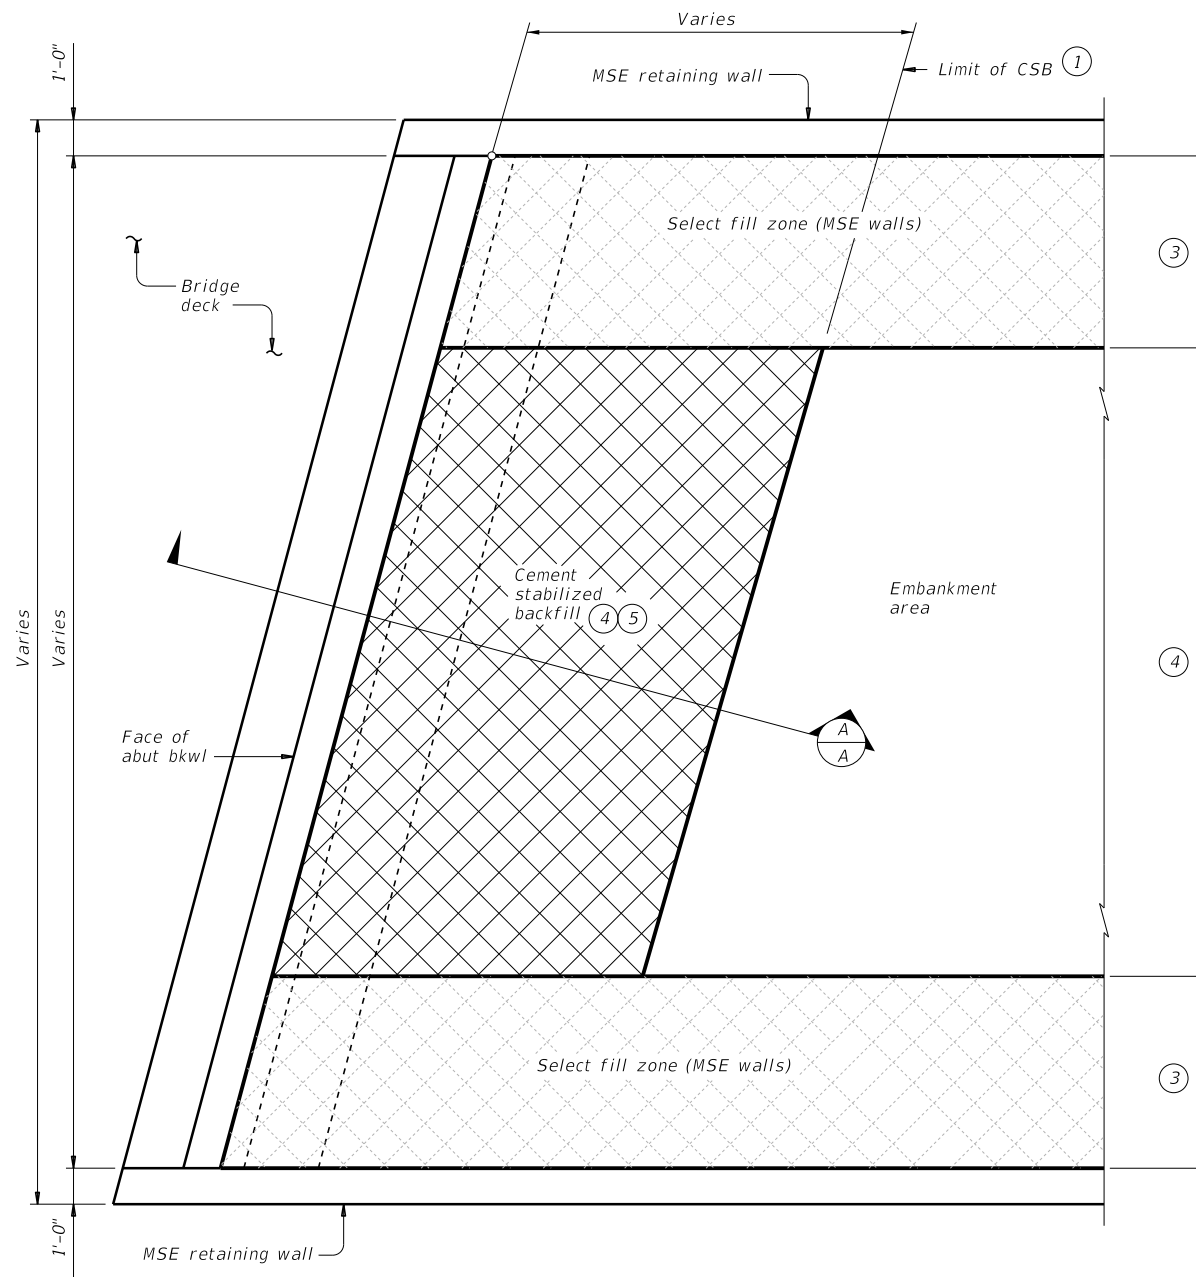 Varies
1'-0"
MSE retaining wall
Limit of CSB 1
Select fill zone (MSE walls)
3
Bridge
deck
Cement
stabilized
backfill 4 5
Embankment
area
Varies
Varies
4
Face of
abut bkwl
A
A
Select fill zone (MSE walls)
3
1'-0"
MSE retaining wall